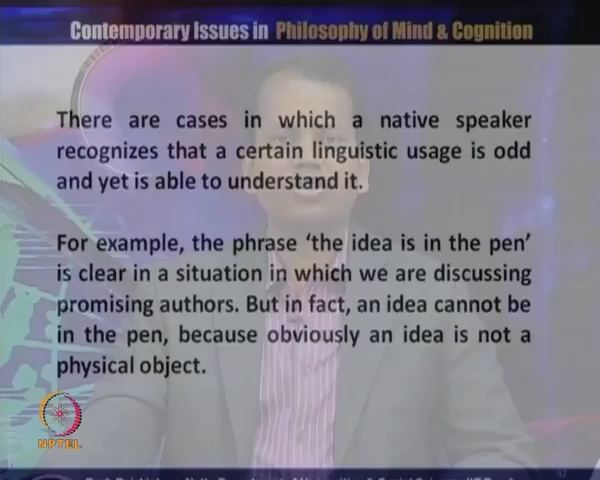 Contemporary Issues in Philosophy of Mind & Cognition
There are cases in which a native speaker
recognizes that a certain linguistic usage is odd
and yet is able to understand it.
For example, the phrase ‘the idea is in the pen’
is clear in a situation in which we are discussing
promising authors. But in fact, an idea cannot be
in the pen, because obviously an idea is not a
physical object.
NPTEL